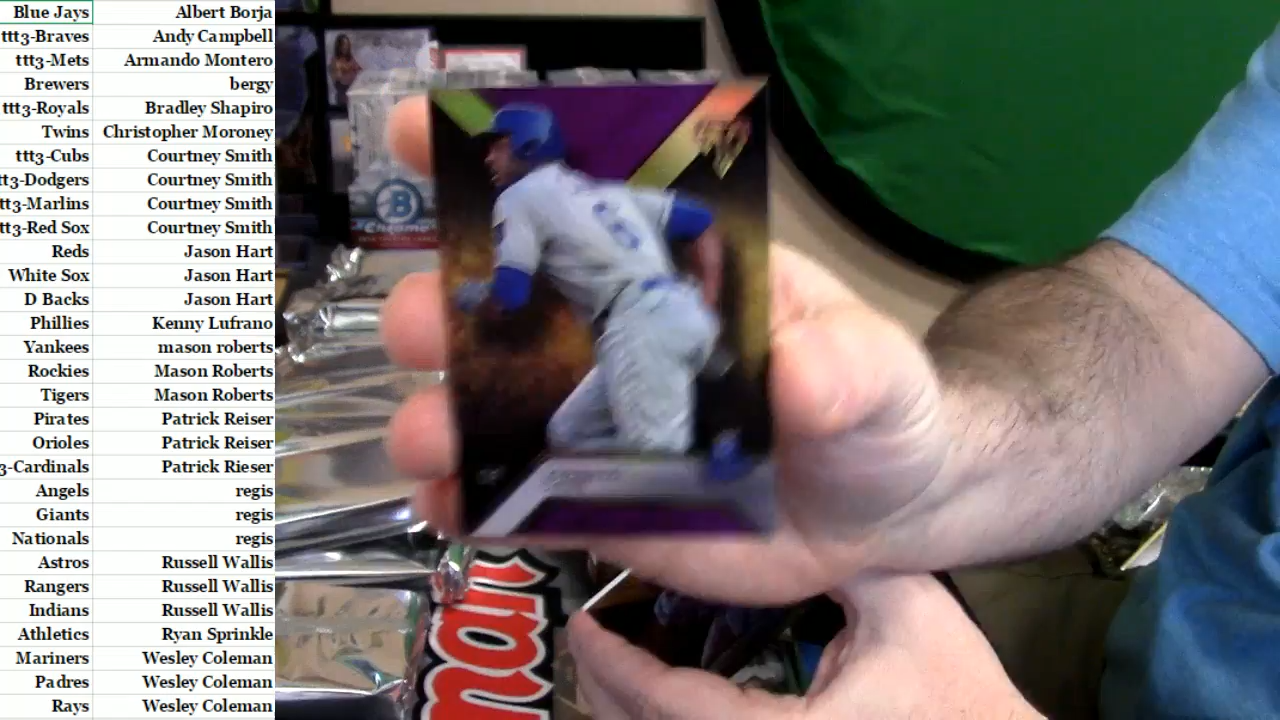 Blue Jays Albert Borja
ttt3-Braves Andy Campbell
ttt3-Mets Armando Montero
Brewers bergy
ttt3-Royals Bradley Shapiro
Twins Christopher Moroney
ttt3-Cubs Courtney Smith
tt3-Dodgers Courtney Smith
tt3-Marlins Courtney Smith
tt3-Red Sox Courtney Smith
Reds Jason Hart
White Sox Jason Hart
D Backs Jason Hart
Phillies Kenny Lufrano
Yankees mason roberts
Rockies Mason Roberts
Tigers Mason Roberts
Pirates Patrick Reiser
Orioles Patrick Reiser
3-Cardinals Patrick Rieser
Angels regis
Giants regis
Nationals regis
Astros Russell Wallis
Rangers Russell Wallis
Indians Russell Wallis
Athletics Ryan Sprinkle
Mariners Wesley Coleman
Padres Wesley Coleman
Rays Wesley Coleman
B
Chrome
6